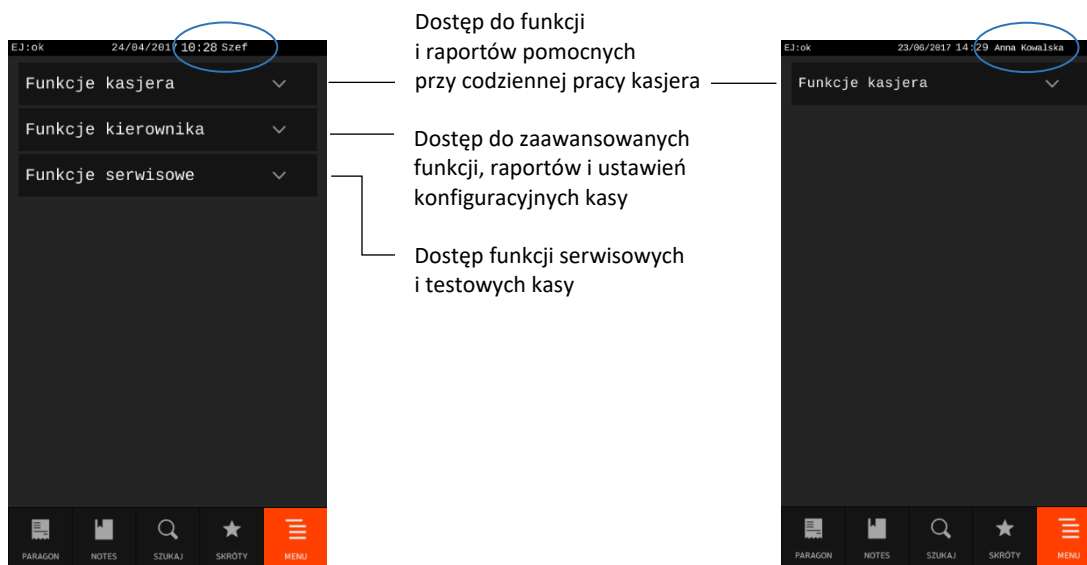 EJ:ok 24/04/2017 10:28 Szef
Funkcje kasjera
Funkcje kierownika
Funkcje serwisowe
PARAGON NOTES SZUKAJ SKRÓTY MENU
Dostęp do funkcji
i raportów pomocnych
przy codziennej pracy kasjera
Dostęp do zaawansowanych
funkcji, raportów i ustawień
konfiguracyjnych kasy
Dostęp funkcji serwisowych
i testowych kasy
EJ:ok 23/06/2017 14:29 Anna Kowalska
Funkcje kasjera
PARAGON NOTES SZUKAJ SKRÓTY MENU